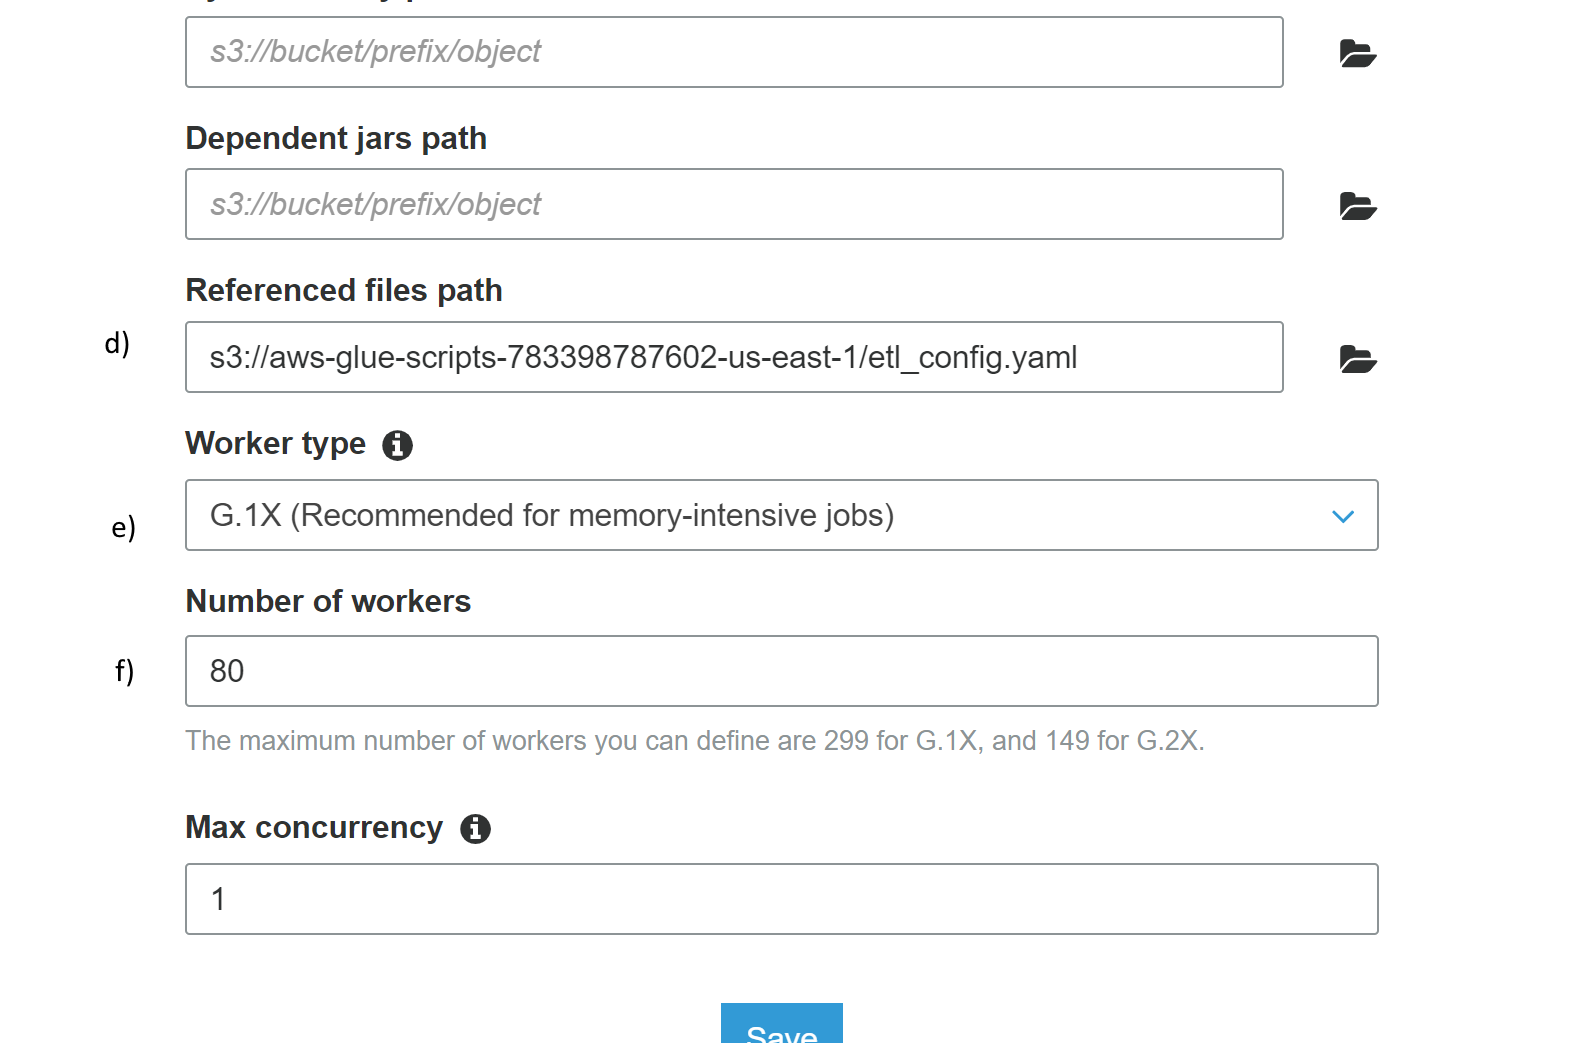 s3://bucket/prefix/object
Dependent jars path
s3://bucket/prefix/object
Referenced files path
d)
s3://aws-glue-scripts-783398787602-us-east-1/etl_config.yaml
Worker type
e)
G.1X (Recommended for memory-intensive jobs)
Number of workers
f)
80
The maximum number of workers you can define are 299 for G.1X, and 149 for G.2X.
Max concurrency
1
Save